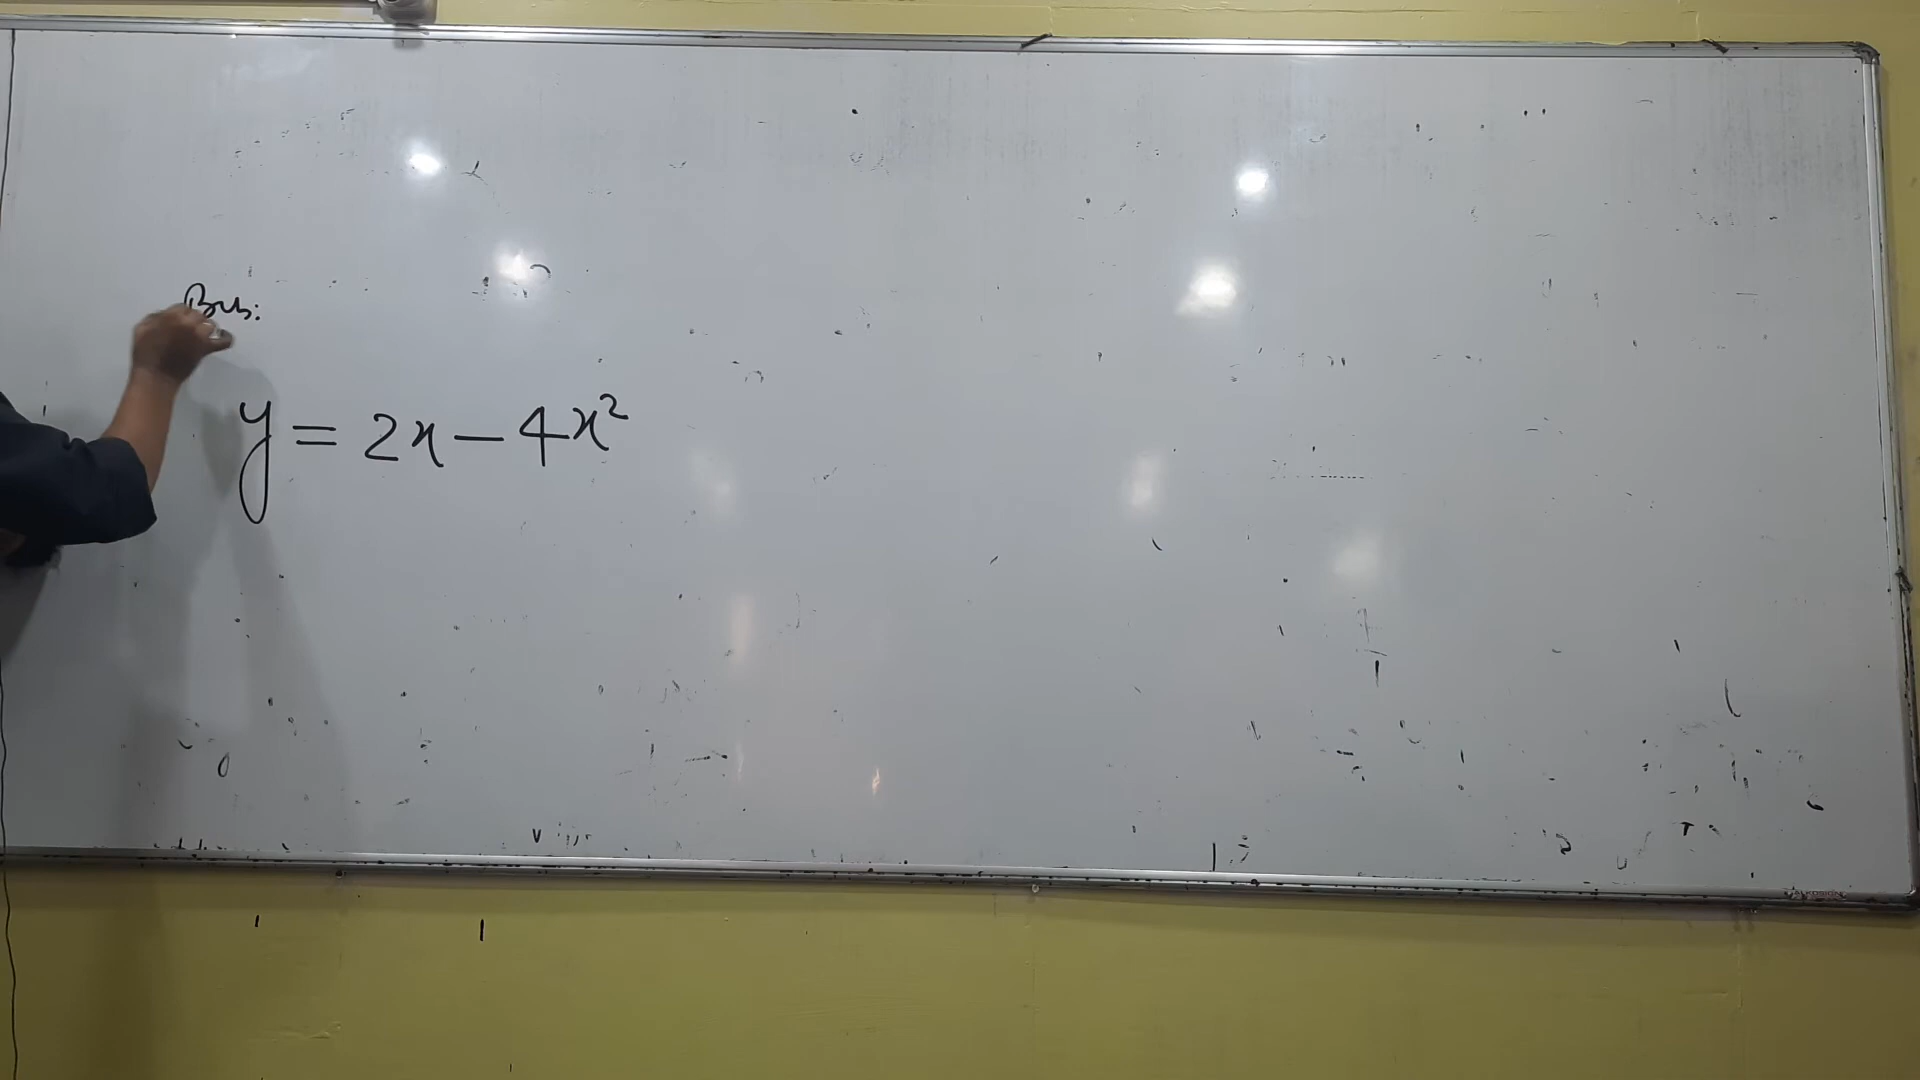 y = 2x - 4x²